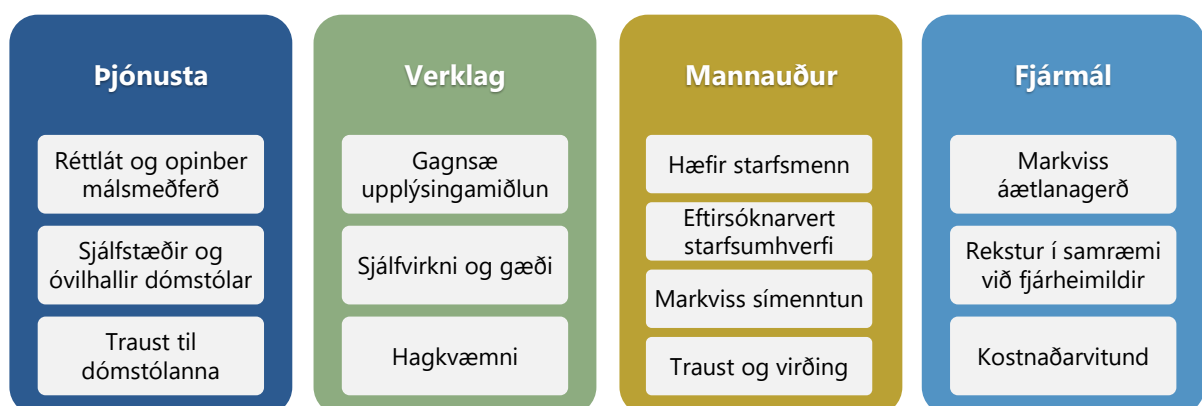 Þjónusta
Réttlát og opinber
málsmeðferð
Sjálfstæðir og
óvilhallir dómstólar
Traust til
dómstólanna
Verklag
Gagnsæ
upplýsingamiðlun
Sjálfvirkni og gæði
Hagkvæmni
Mannauður
Hæfir starfsmenn
Eftirsóknarvert
starfsumhverfi
Markviss símenntun
Traust og virðing
Fjármál
Markviss
áætlanagerð
Rekstur í samræmi
við fjárheimildir
Kostnaðarvitund